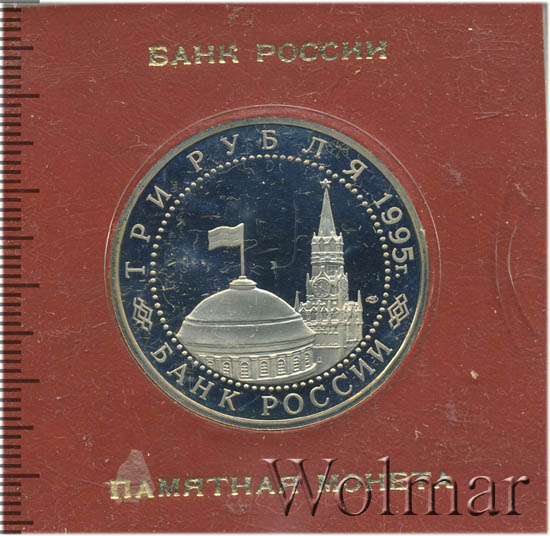 БАНК РОССИИ
ТРИ РУБЛЯ 1995г.
БАНК РОССИИ
ПАМЯТНАЯ МОНЕТА
Wolmar